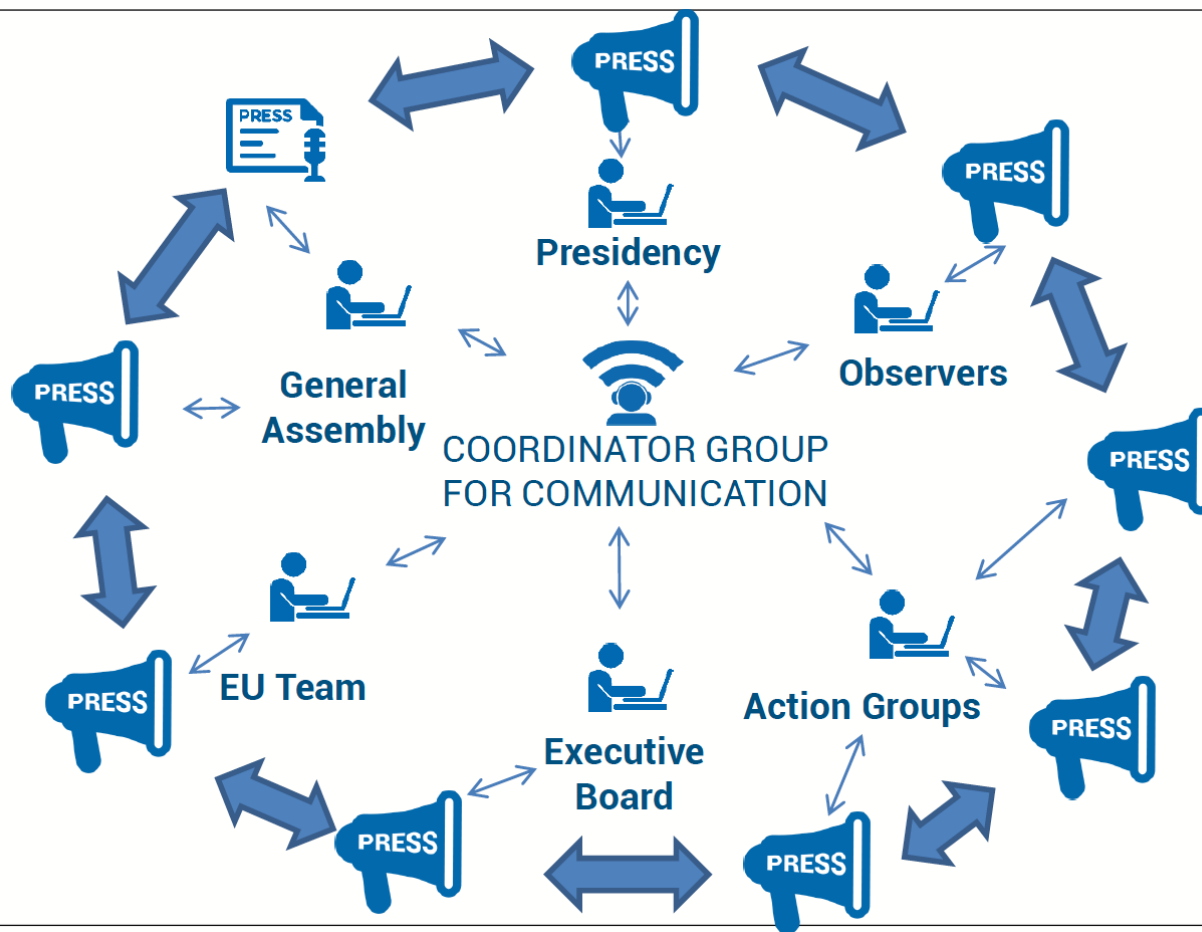 PRESS
PRESS
PRESS
Presidency
Observers
General
Assembly
PRESS
COORDINATOR GROUP
FOR COMMUNICATION
PRESS
EU Team
PRESS
Action Groups
PRESS
Executive
Board
PRESS
PRESS